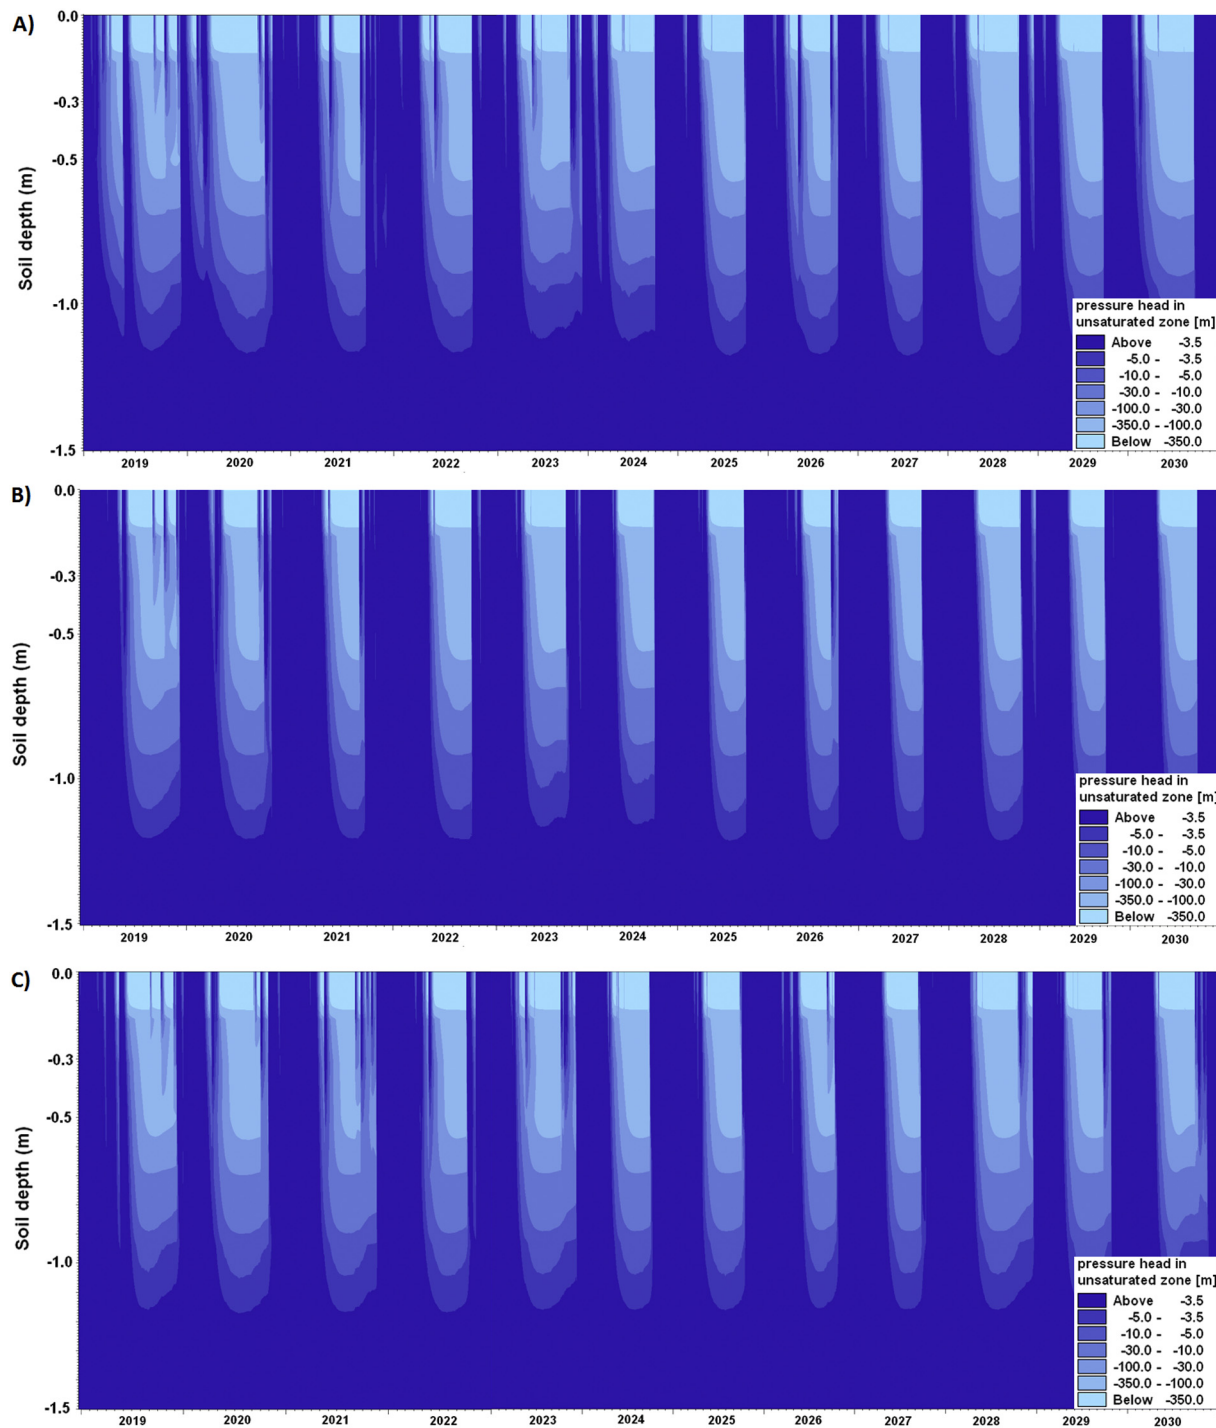 A)
0.0
-0.3
-0.5
-1.0
-1.5
Soil depth (m)
pressure head in
unsaturated zone [m]
Above -3.5
-5.0 - -3.5
-10.0 - -5.0
-30.0 - -10.0
-100.0 - -30.0
-350.0 - -100.0
Below -350.0
2019 2020 2021 2022 2023 2024 2025 2026 2027 2028 2029 2030
B)
0.0
-0.3
-0.5
-1.0
-1.5
Soil depth (m)
pressure head in
unsaturated zone [m]
Above -3.5
-5.0 - -3.5
-10.0 - -5.0
-30.0 - -10.0
-100.0 - -30.0
-350.0 - -100.0
Below -350.0
2019 2020 2021 2022 2023 2024 2025 2026 2027 2028 2029 2030
C)
0.0
-0.3
-0.5
-1.0
-1.5
Soil depth (m)
pressure head in
unsaturated zone [m]
Above -3.5
-5.0 - -3.5
-10.0 - -5.0
-30.0 - -10.0
-100.0 - -30.0
-350.0 - -100.0
Below -350.0
2019 2020 2021 2022 2023 2024 2025 2026 2027 2028 2029 2030